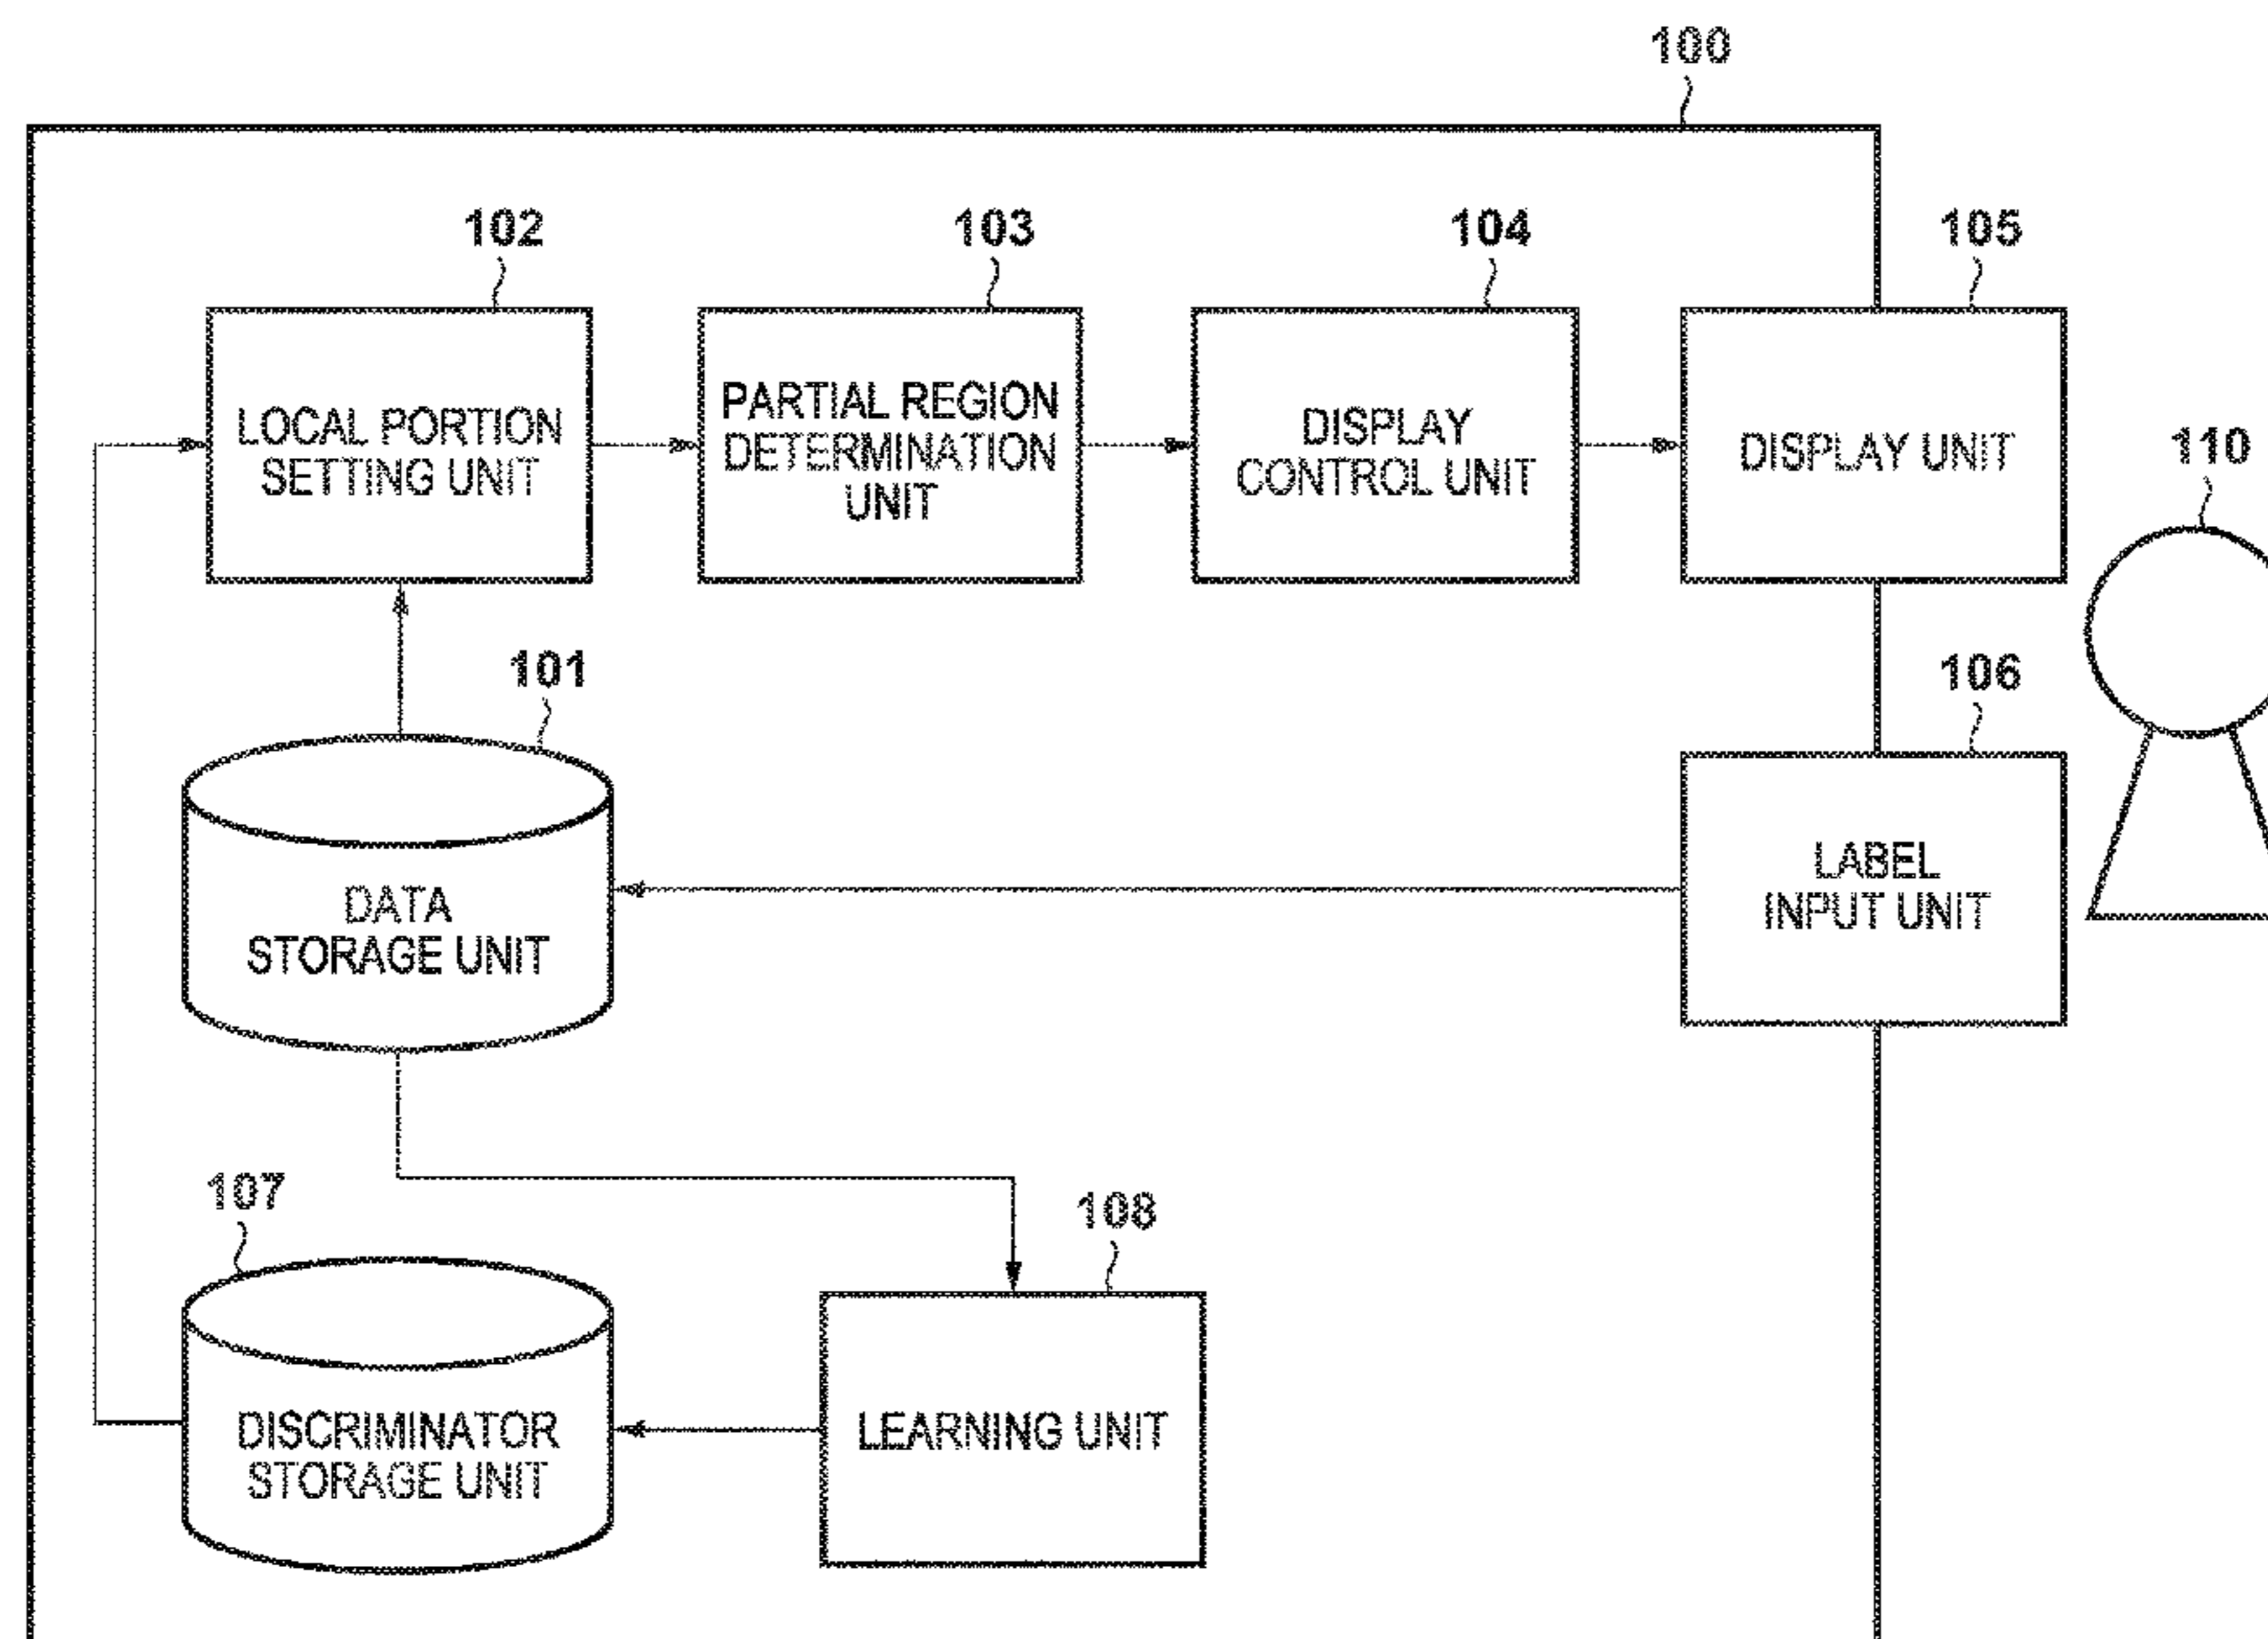 100
102
103
104
105
LOCAL PORTION
SETTING UNIT
PARTIAL REGION
DETERMINATION
UNIT
DISPLAY
CONTROL UNIT
DISPLAY UNIT
110
101
106
DATA
STORAGE UNIT
LABEL
INPUT UNIT
107
108
DISCRIMINATOR
STORAGE UNIT
LEARNING UNIT